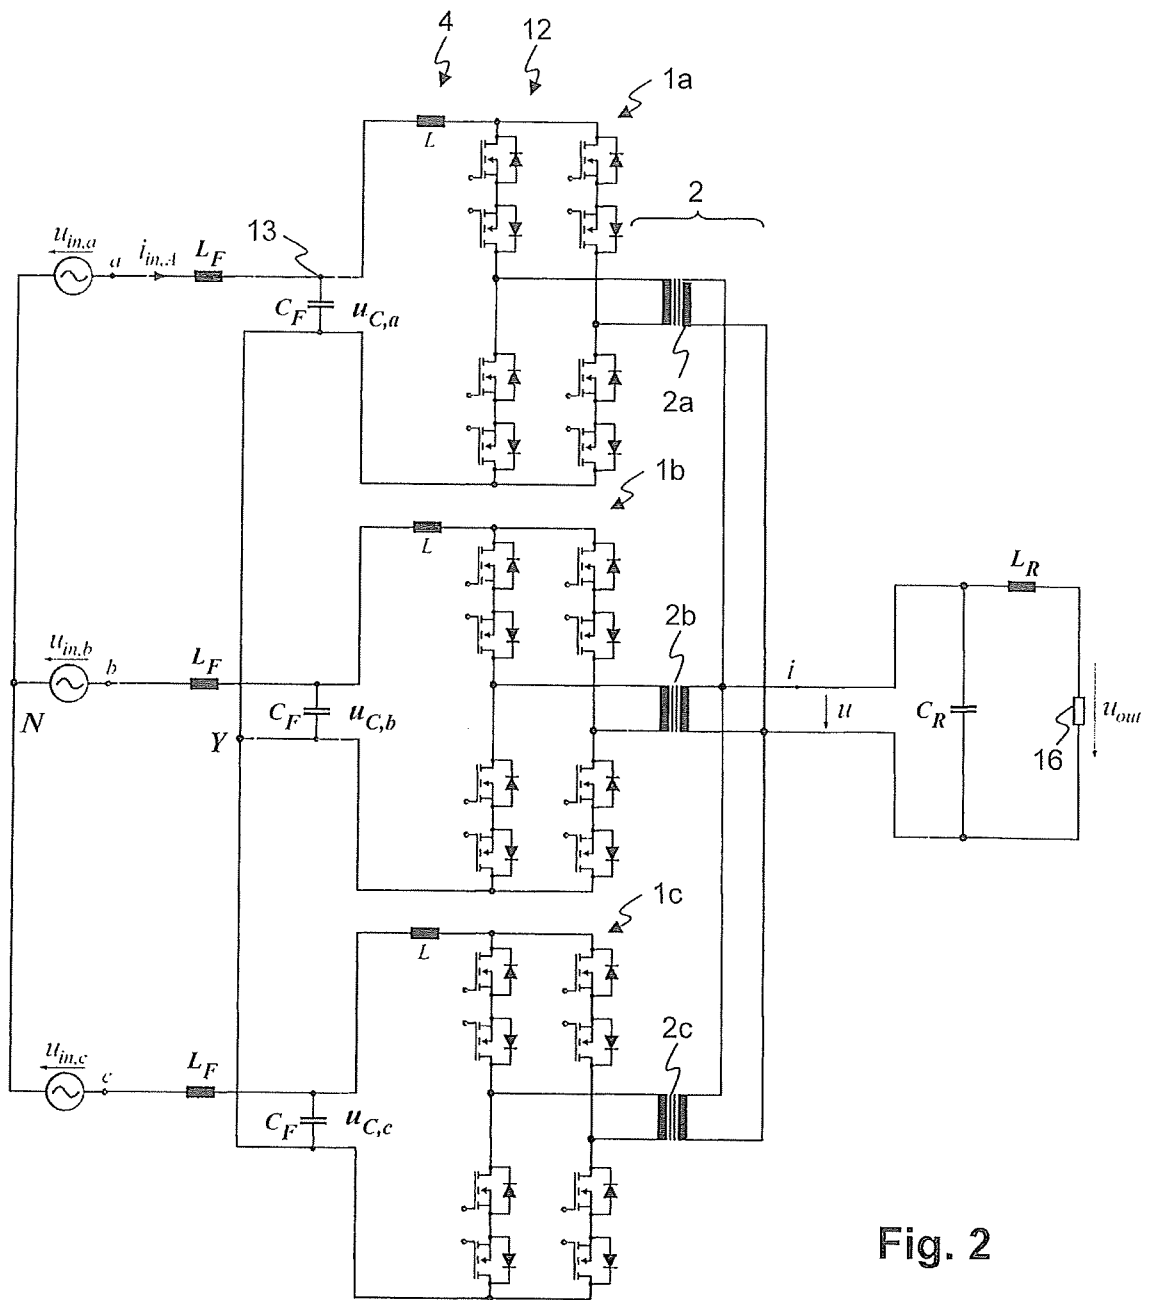 4
12
1a
L
2
u_in,a
a
i_in,A
L_F
13
C_F
u_C,a
2a
1b
L
L_R
2b
u_in,b
b
L_F
i
N
Y
C_F
u_C,b
u
C_R
16
u_out
1c
L
2c
u_in,c
c
L_F
C_F
u_C,c
Fig. 2